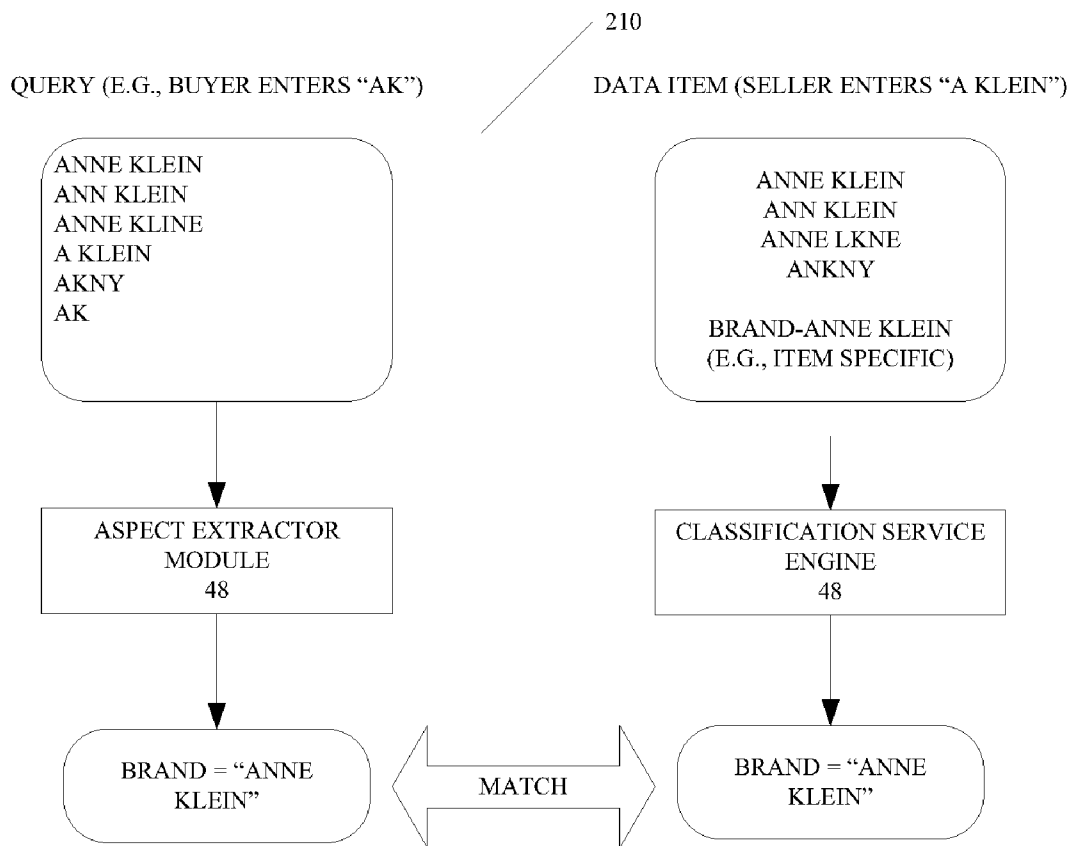 210
QUERY (E.G., BUYER ENTERS “AK”)
ANNE KLEIN
ANN KLEIN
ANNE KLINE
A KLEIN
AKNY
AK
ASPECT EXTRACTOR
MODULE
48
BRAND = “ANNE
KLEIN”
MATCH
DATA ITEM (SELLER ENTERS “A KLEIN”)
ANNE KLEIN
ANN KLEIN
ANNE LKNE
ANKNY
BRAND-ANNE KLEIN
(E.G., ITEM SPECIFIC)
CLASSIFICATION SERVICE
ENGINE
48
BRAND = “ANNE
KLEIN”